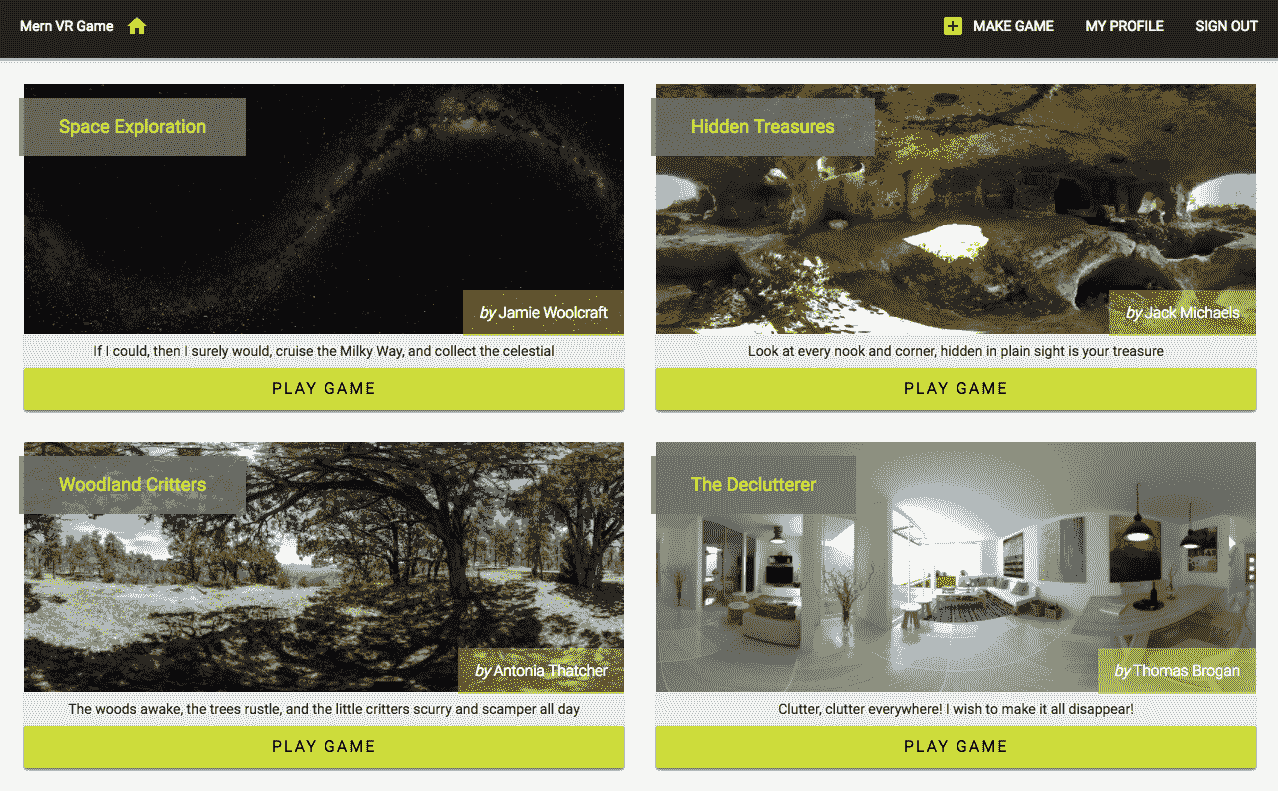 Mern VR Game
MAKE GAME MY PROFILE SIGN OUT
Space Exploration
by Jamie Woolcraft
If I could, then I surely would, cruise the Milky Way, and collect the celestial
PLAY GAME
Hidden Treasures
by Jack Michaels
Look at every nook and corner, hidden in plain sight is your treasure
PLAY GAME
Woodland Critters
by Antonia Thatcher
The woods awake, the trees rustle, and the little critters scurry and scamper all day
PLAY GAME
The Declutterer
by Thomas Brogan
Clutter, clutter everywhere! I wish to make it all disappear!
PLAY GAME